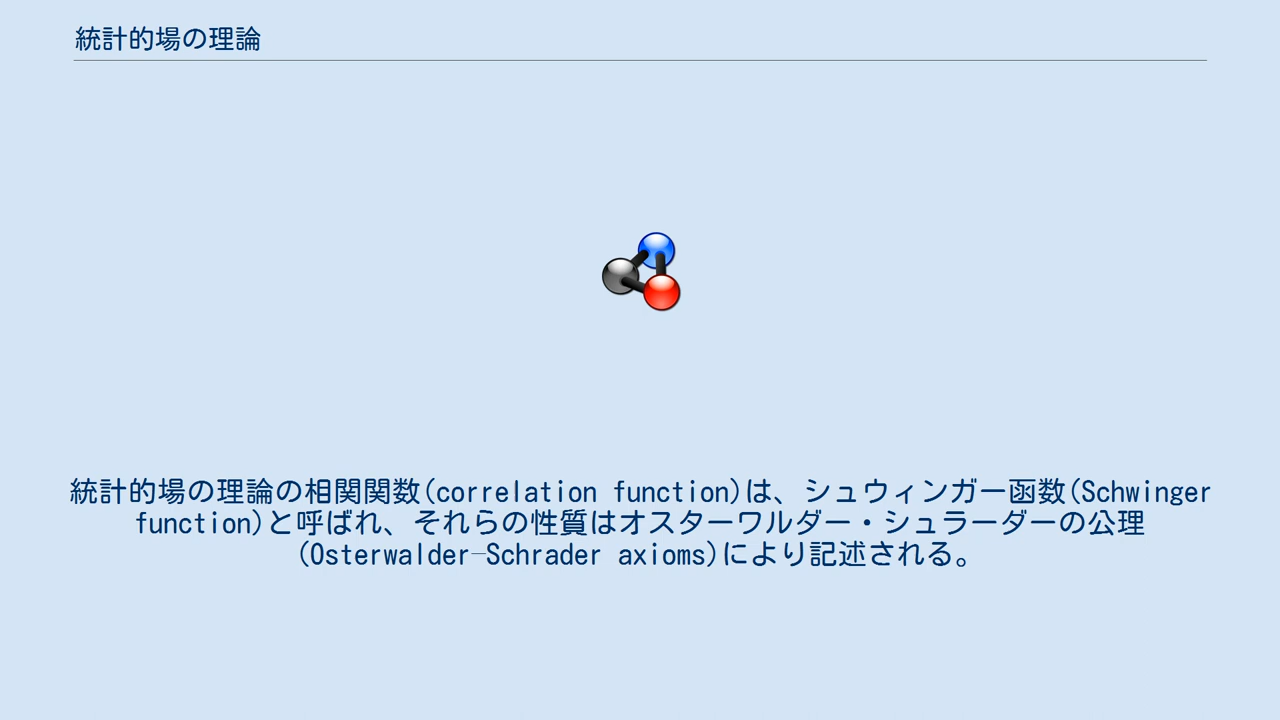 統計的場の理論
統計的場の理論の相関関数(correlation function)は、シュウィンガー函数(Schwinger
function)と呼ばれ、それらの性質はオスターワルダー・シュラーダーの公理
(Osterwalder–Schrader axioms)により記述される。